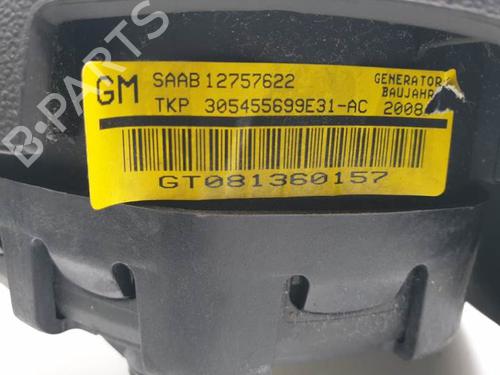 B-PARTS
GM SAAB 12757622 GENERATOR
BAUJAHR
TKP 305455699E31-AC 2008
GT081360157